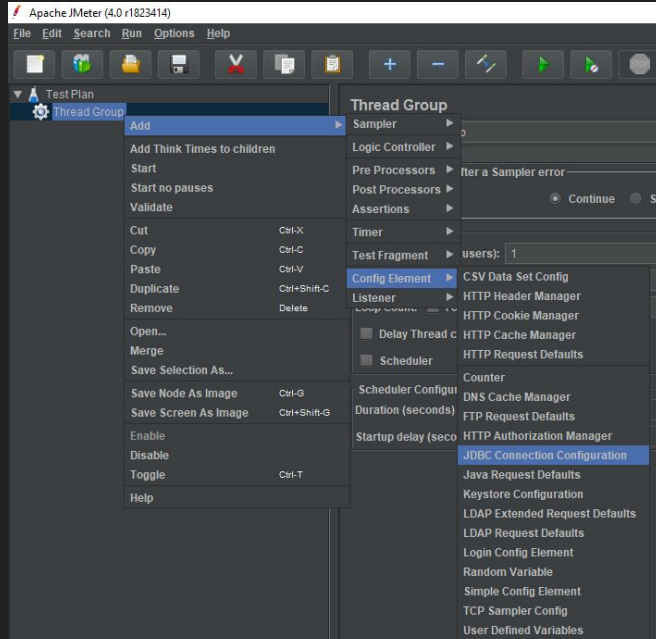 Apache JMeter (4.0 r1823414)
File Edit Search Run Options Help
Test Plan
Thread Group
Add
Add Think Times to children
Start
Start no pauses
Validate
Cut Ctrl-X
Copy Ctrl-C
Paste Ctrl-V
Duplicate Ctrl+Shift-C
Remove Delete
Open...
Merge
Save Selection As...
Save Node As Image Ctrl-G
Save Screen As Image Ctrl+Shift-G
Enable
Disable
Toggle Ctrl-T
Help
Thread Group
Sampler
Logic Controller
Pre Processors
Post Processors
Assertions
Timer
Test Fragment
Config Element
Listener
fter a Sampler error
Continue
users): 1
Delay Thread c
Scheduler
Scheduler Configur
Duration (seconds)
Startup delay (seco
CSV Data Set Config
HTTP Header Manager
HTTP Cookie Manager
HTTP Cache Manager
HTTP Request Defaults
Counter
DNS Cache Manager
FTP Request Defaults
HTTP Authorization Manager
JDBC Connection Configuration
Java Request Defaults
Keystore Configuration
LDAP Extended Request Defaults
LDAP Request Defaults
Login Config Element
Random Variable
Simple Config Element
TCP Sampler Config
User Defined Variables